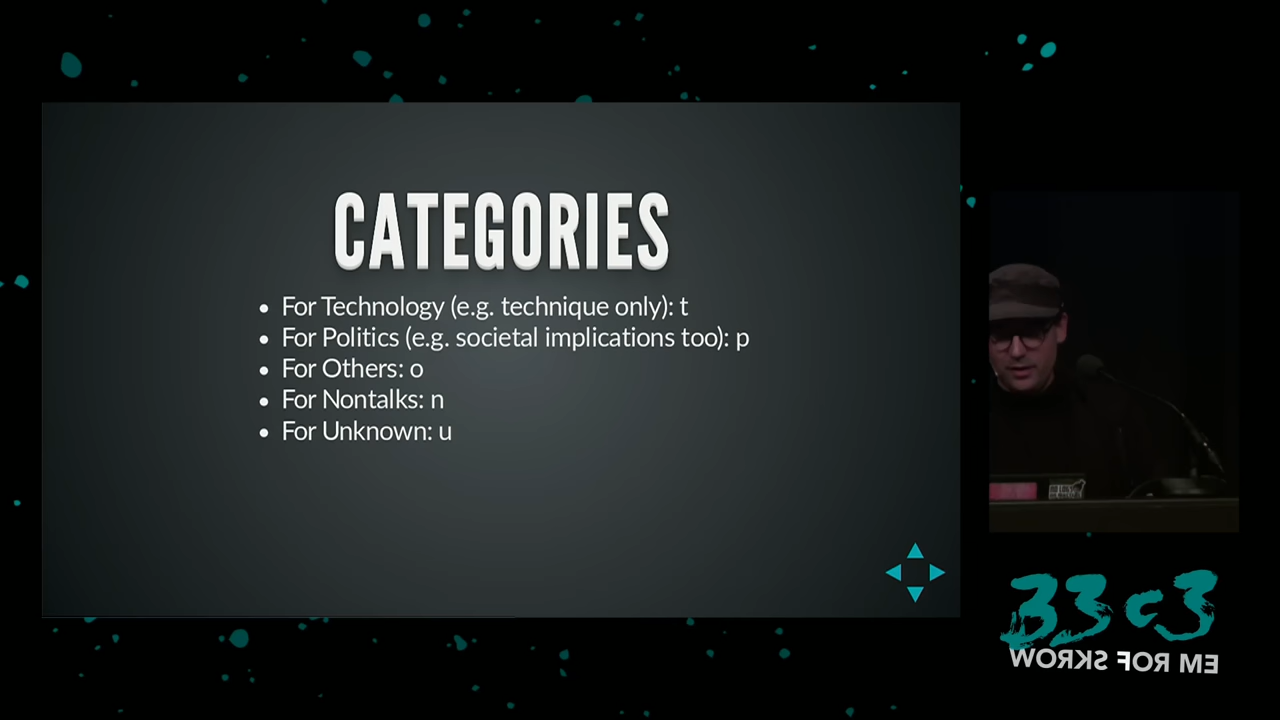 CATEGORIES
For Technology (e.g. technique only): t
For Politics (e.g. societal implications too): p
For Others: o
For Nontalks: n
For Unknown: u
33c3
WORKS FOR ME